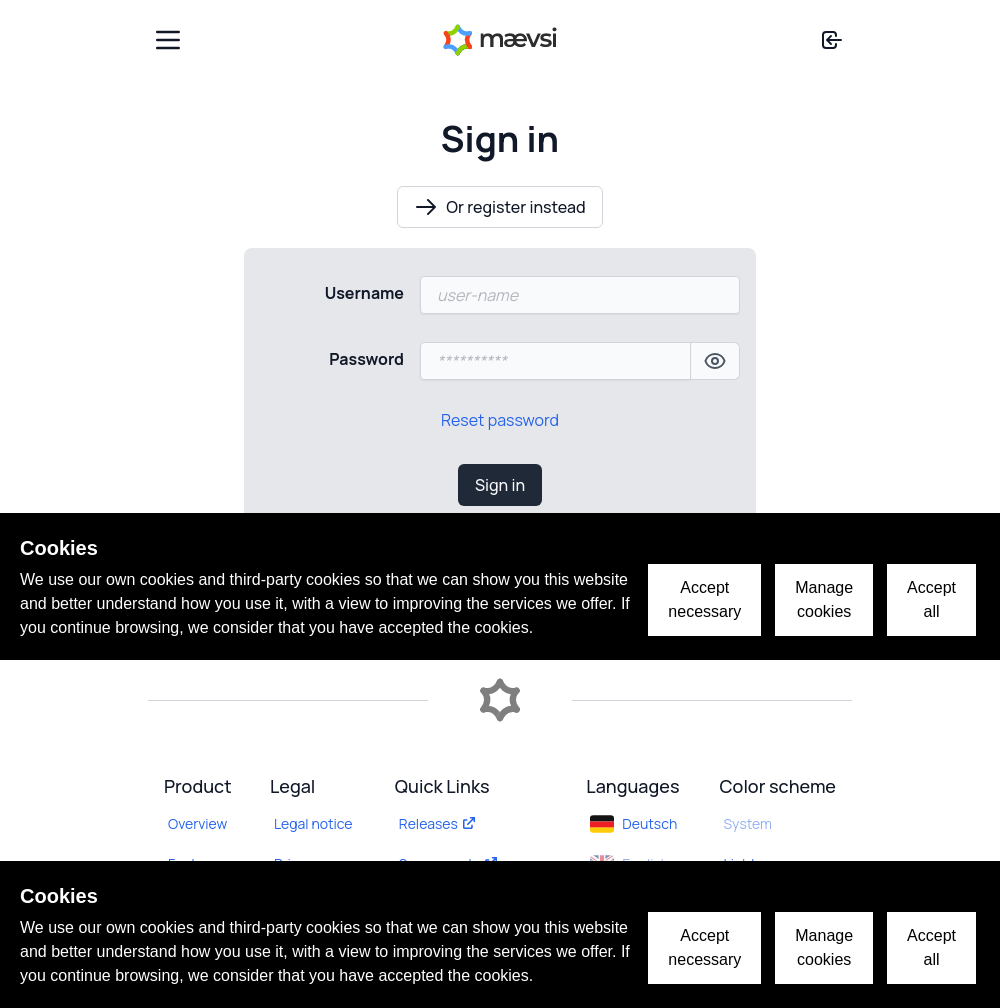 mævsi
Sign in
Or register instead
Username
user-name
Password
**********
Reset password
Sign in
Cookies
We use our own cookies and third-party cookies so that we can show you this website
and better understand how you use it, with a view to improving the services we offer. If
you continue browsing, we consider that you have accepted the cookies.
Accept
necessary
Manage
cookies
Accept
all
Product
Legal
Quick Links
Languages
Color scheme
Overview
Legal notice
Releases
Deutsch
System
Cookies
We use our own cookies and third-party cookies so that we can show you this website
and better understand how you use it, with a view to improving the services we offer. If
you continue browsing, we consider that you have accepted the cookies.
Accept
necessary
Manage
cookies
Accept
all